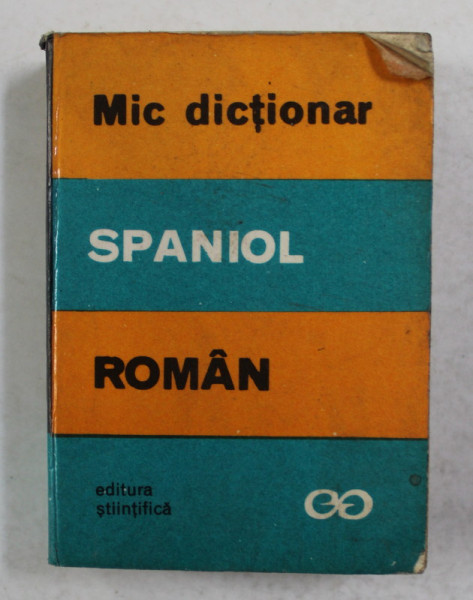 Mic dicționar
SPANIOL
ROMÂN
editura
științifică